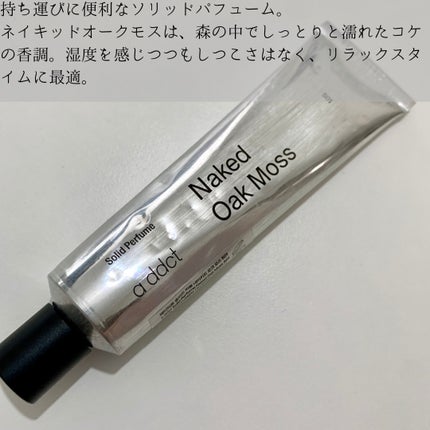 持ち運びに便利なソリッドパフューム。
ネイキッドオークモスは、森の中でしっとりと濡れたコケ
の香調。湿度を感じつつもしつこさはなく、リラックスタ
イムに最適。
Naked
Oak Moss
Solid Perfume
a ddct